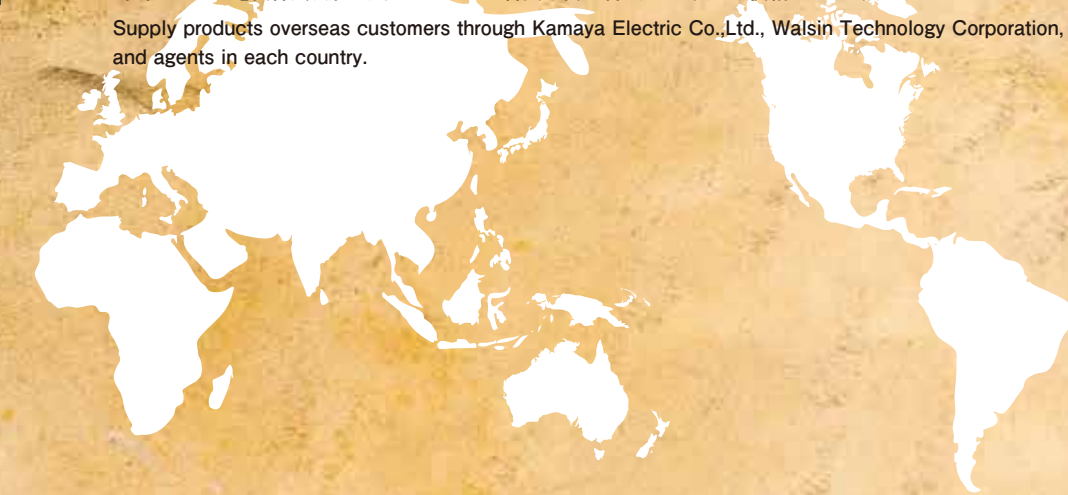 Supply products overseas customers through Kamaya Electric Co.,Ltd., Walsin Technology Corporation,
and agents in each country.